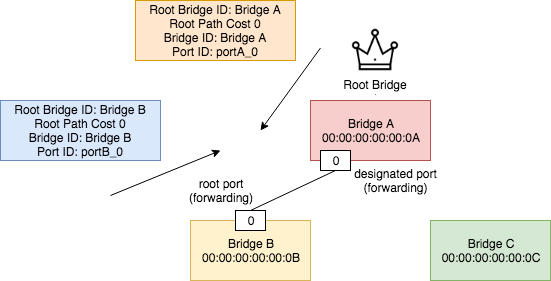 Root Bridge ID: Bridge A
Root Path Cost 0
Bridge ID: Bridge A
Port ID: portA_0
Root Bridge
Root Bridge ID: Bridge B
Root Path Cost 0
Bridge ID: Bridge B
Port ID: portB_0
Bridge A
00:00:00:00:00:0A
0
designated port
(forwarding)
root port
(forwarding)
0
Bridge B
00:00:00:00:00:0B
Bridge C
00:00:00:00:00:0C